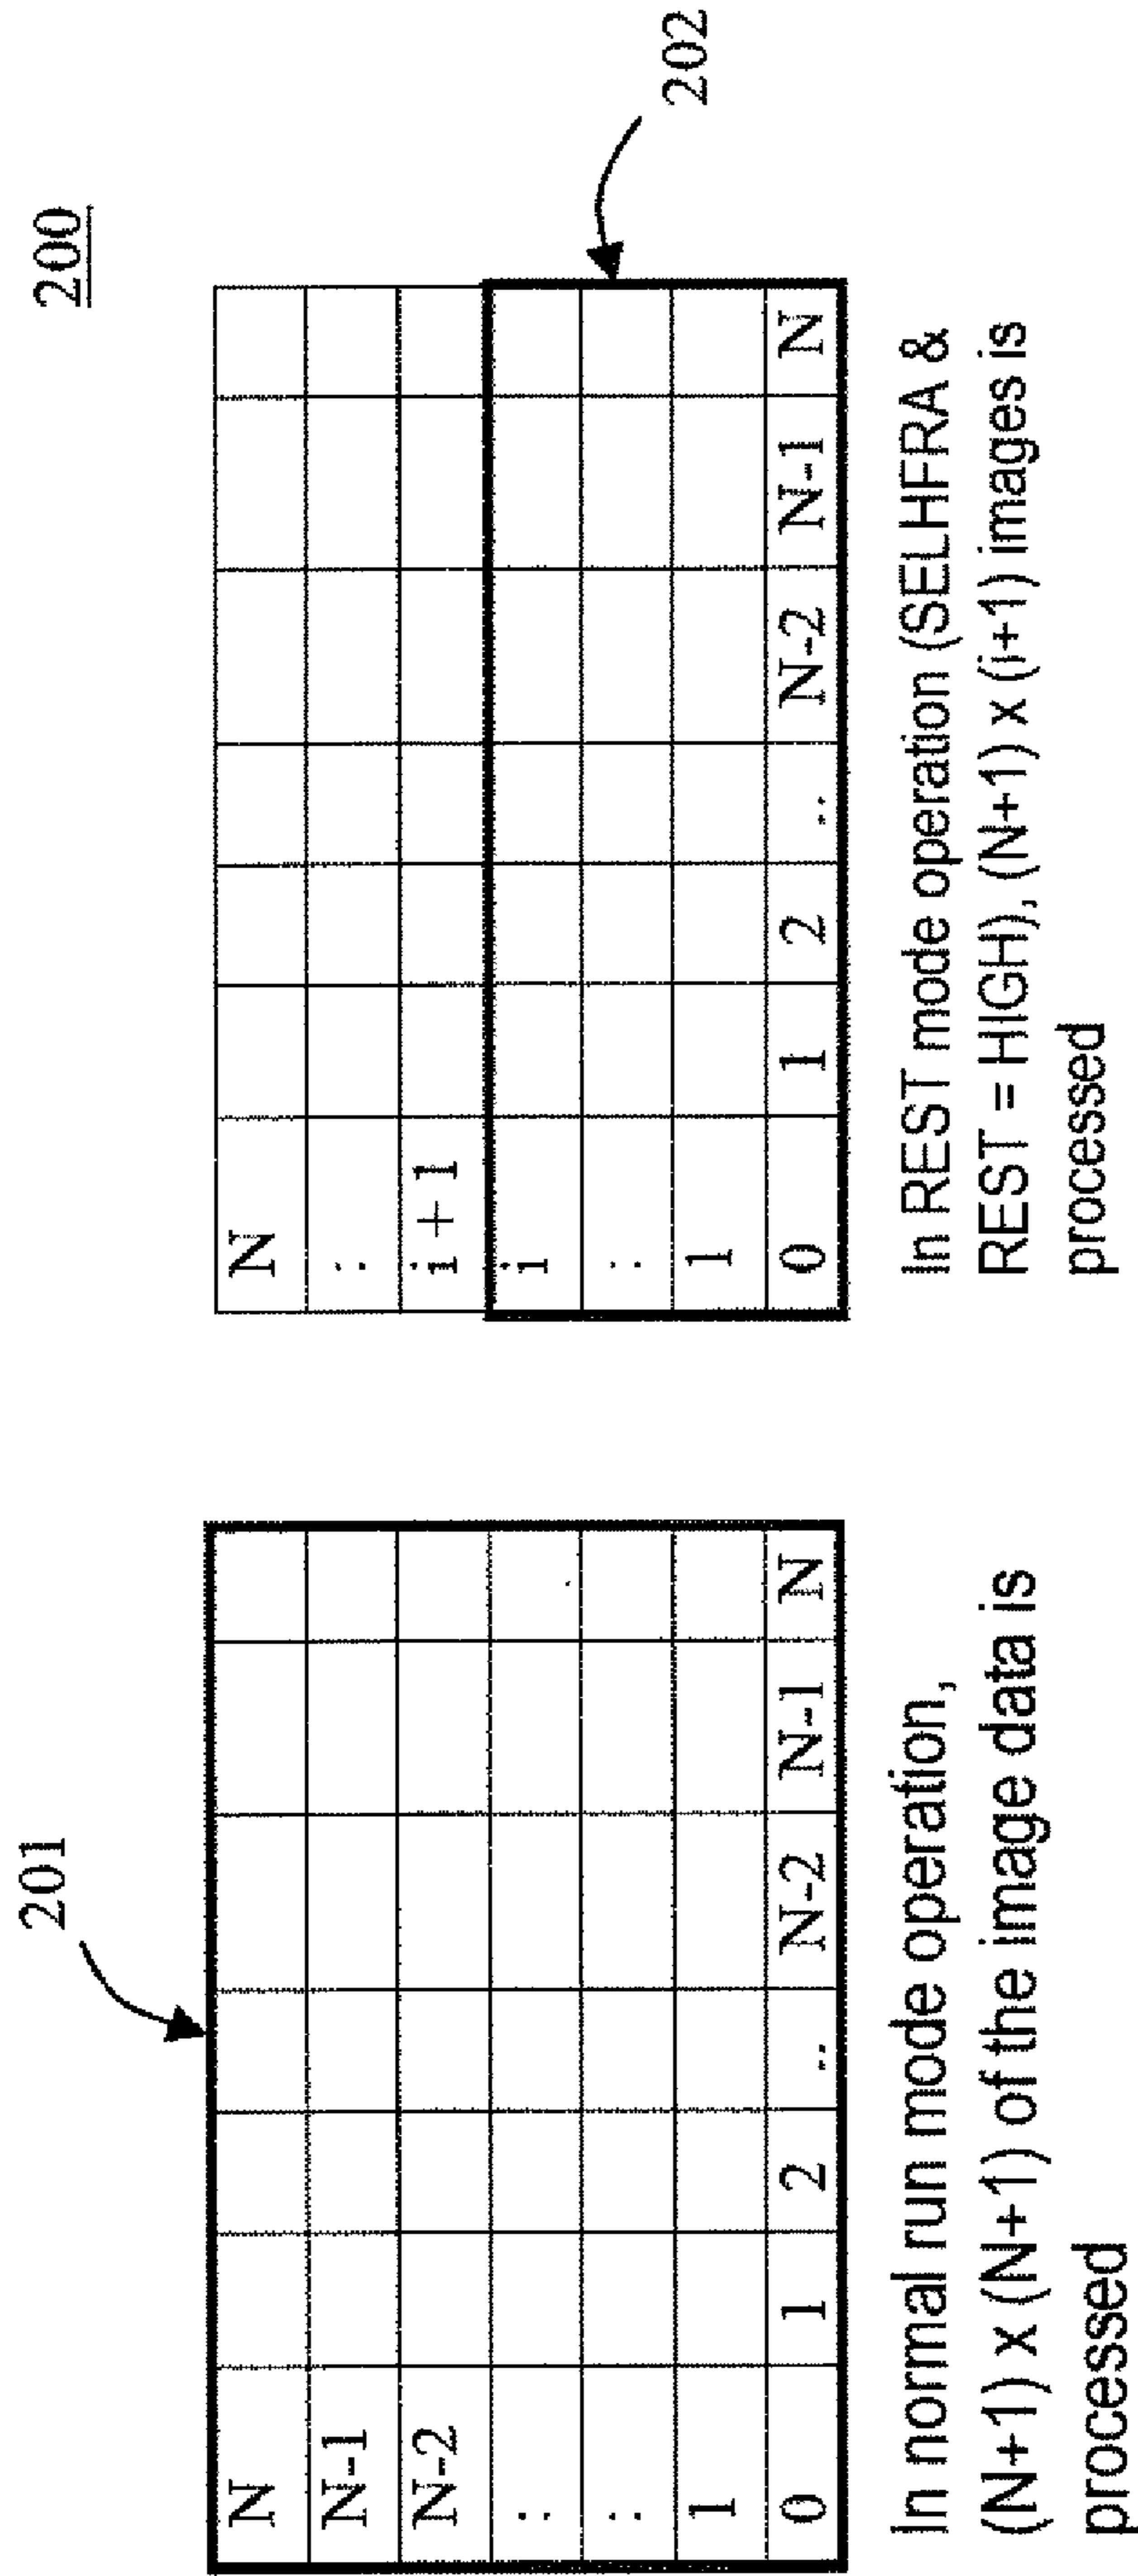 200
201
N
N-1
N-2
:
:
1
0 1 2 .. N-2 N-1 N
In normal run mode operation,
(N+1) x (N+1) of the image data is
processed
202
N
:
i+1
i
:
1
0 1 2 .. N-2 N-1 N
In REST mode operation (SELHFRA &
REST = HIGH), (N+1) x (i+1) images is
processed